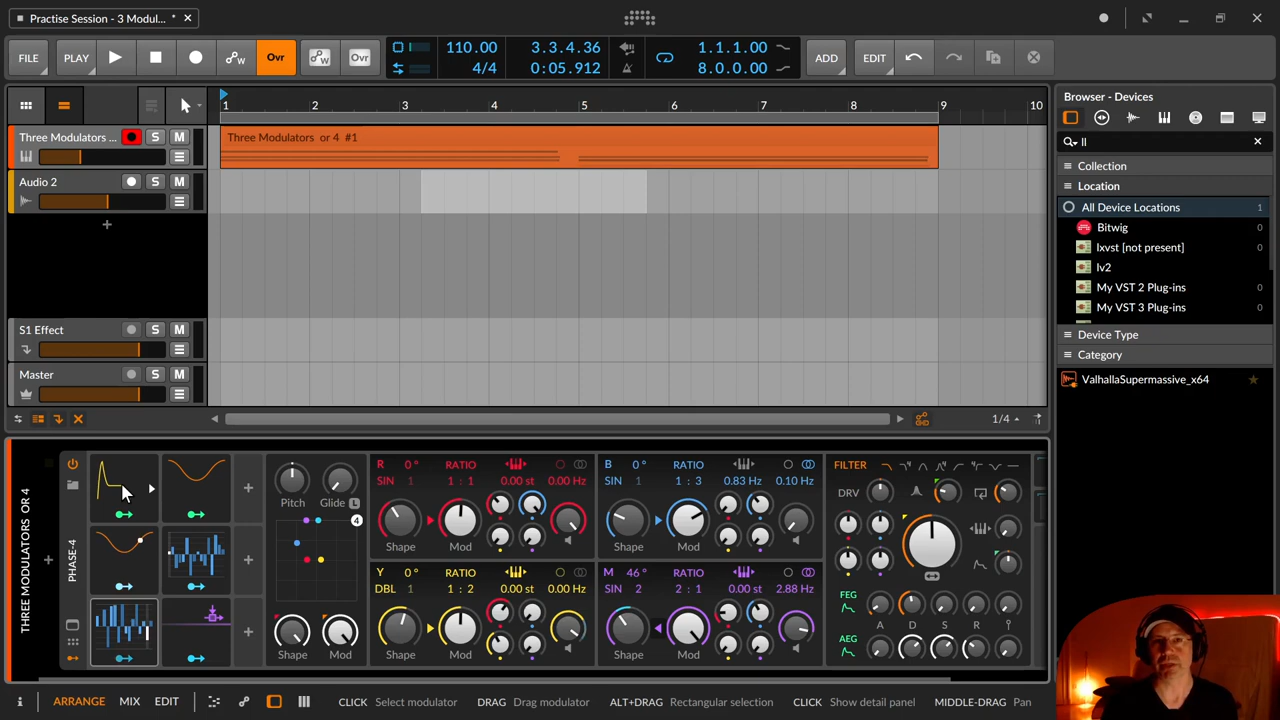 Practise Session - 3 Modul... *
FILE
PLAY
Ovr
Ovr
110.00
4/4
3.3.4.36
0:05.912
1.1.1.00
8.0.0.00
ADD
EDIT
1 2 3 4 5 6 7 8 9 10
Three Modulators ...
S M
Three Modulators or 4 #1
Audio 2
S M
S1 Effect
S M
Master
S M
1/4
Browser - Devices
ll
Collection
Location
All Device Locations 1
Bitwig 0
lxvst [not present] 0
lv2 0
My VST 2 Plug-ins 0
My VST 3 Plug-ins 0
Device Type
Category
ValhallaSupermassive_x64
THREE MODULATORS OR 4
PHASE-4
Pitch Glide L
4
Shape Mod
R 0° RATIO
SIN 1 1 : 1 0.00 st 0.00 Hz
Shape Mod
B 0° RATIO
SIN 1 1 : 3 0.83 Hz 0.10 Hz
Shape Mod
Y 0° RATIO
DBL 1 1 : 2 0.00 st 0.00 Hz
Shape Mod
M 46° RATIO
SIN 2 2 : 1 0.00 st 2.88 Hz
Shape Mod
FILTER
DRV
FEG
A D S R
AEG
ARRANGE MIX EDIT
CLICK Select modulator DRAG Drag modulator ALT+DRAG Rectangular selection CLICK Show detail panel MIDDLE-DRAG Pan